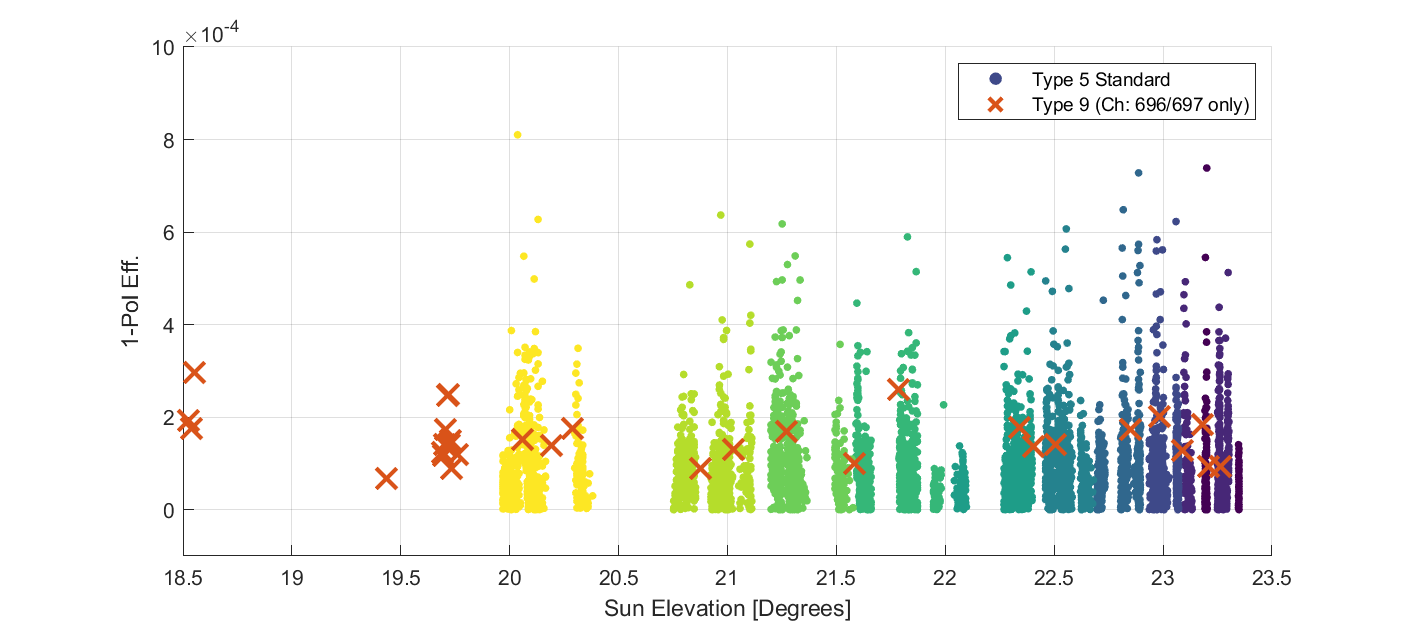 ×10-4
10
8
6
4
2
0
1-Pol Eff.
Type 5 Standard
Type 9 (Ch: 696/697 only)
18.5 19 19.5 20 20.5 21 21.5 22 22.5 23 23.5
Sun Elevation [Degrees]